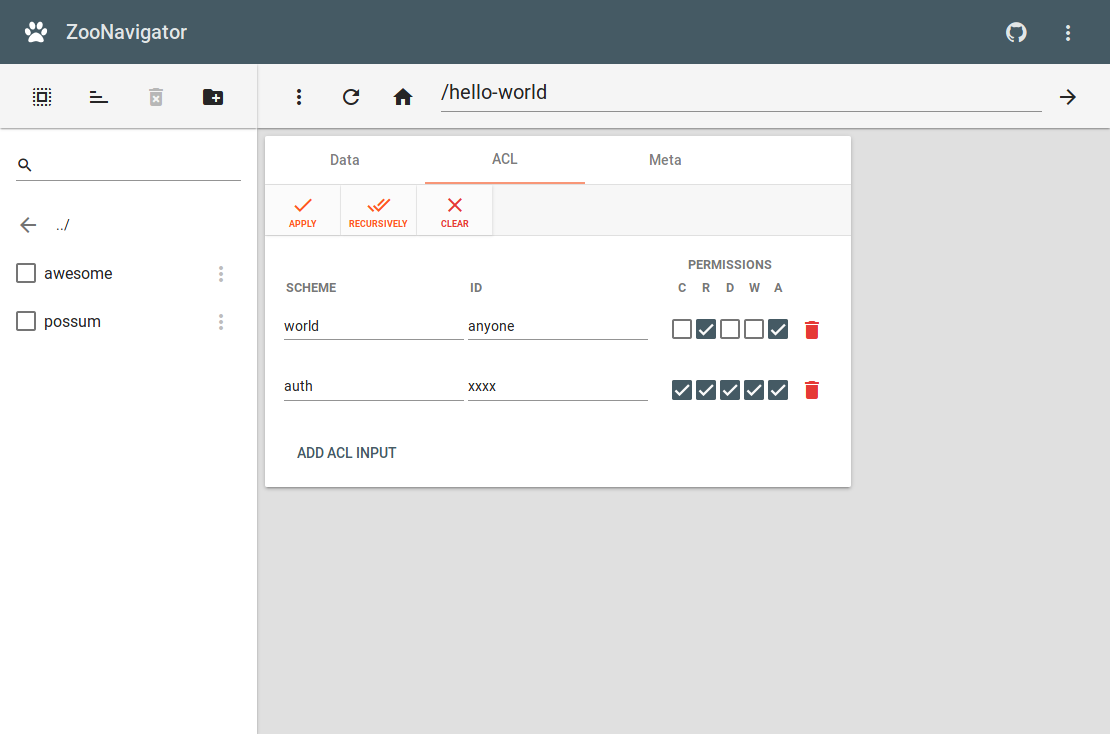 ZooNavigator
/hello-world
../
awesome
possum
Data ACL Meta
APPLY RECURSIVELY CLEAR
PERMISSIONS
SCHEME ID C R D W A
world anyone
auth xxxx
ADD ACL INPUT